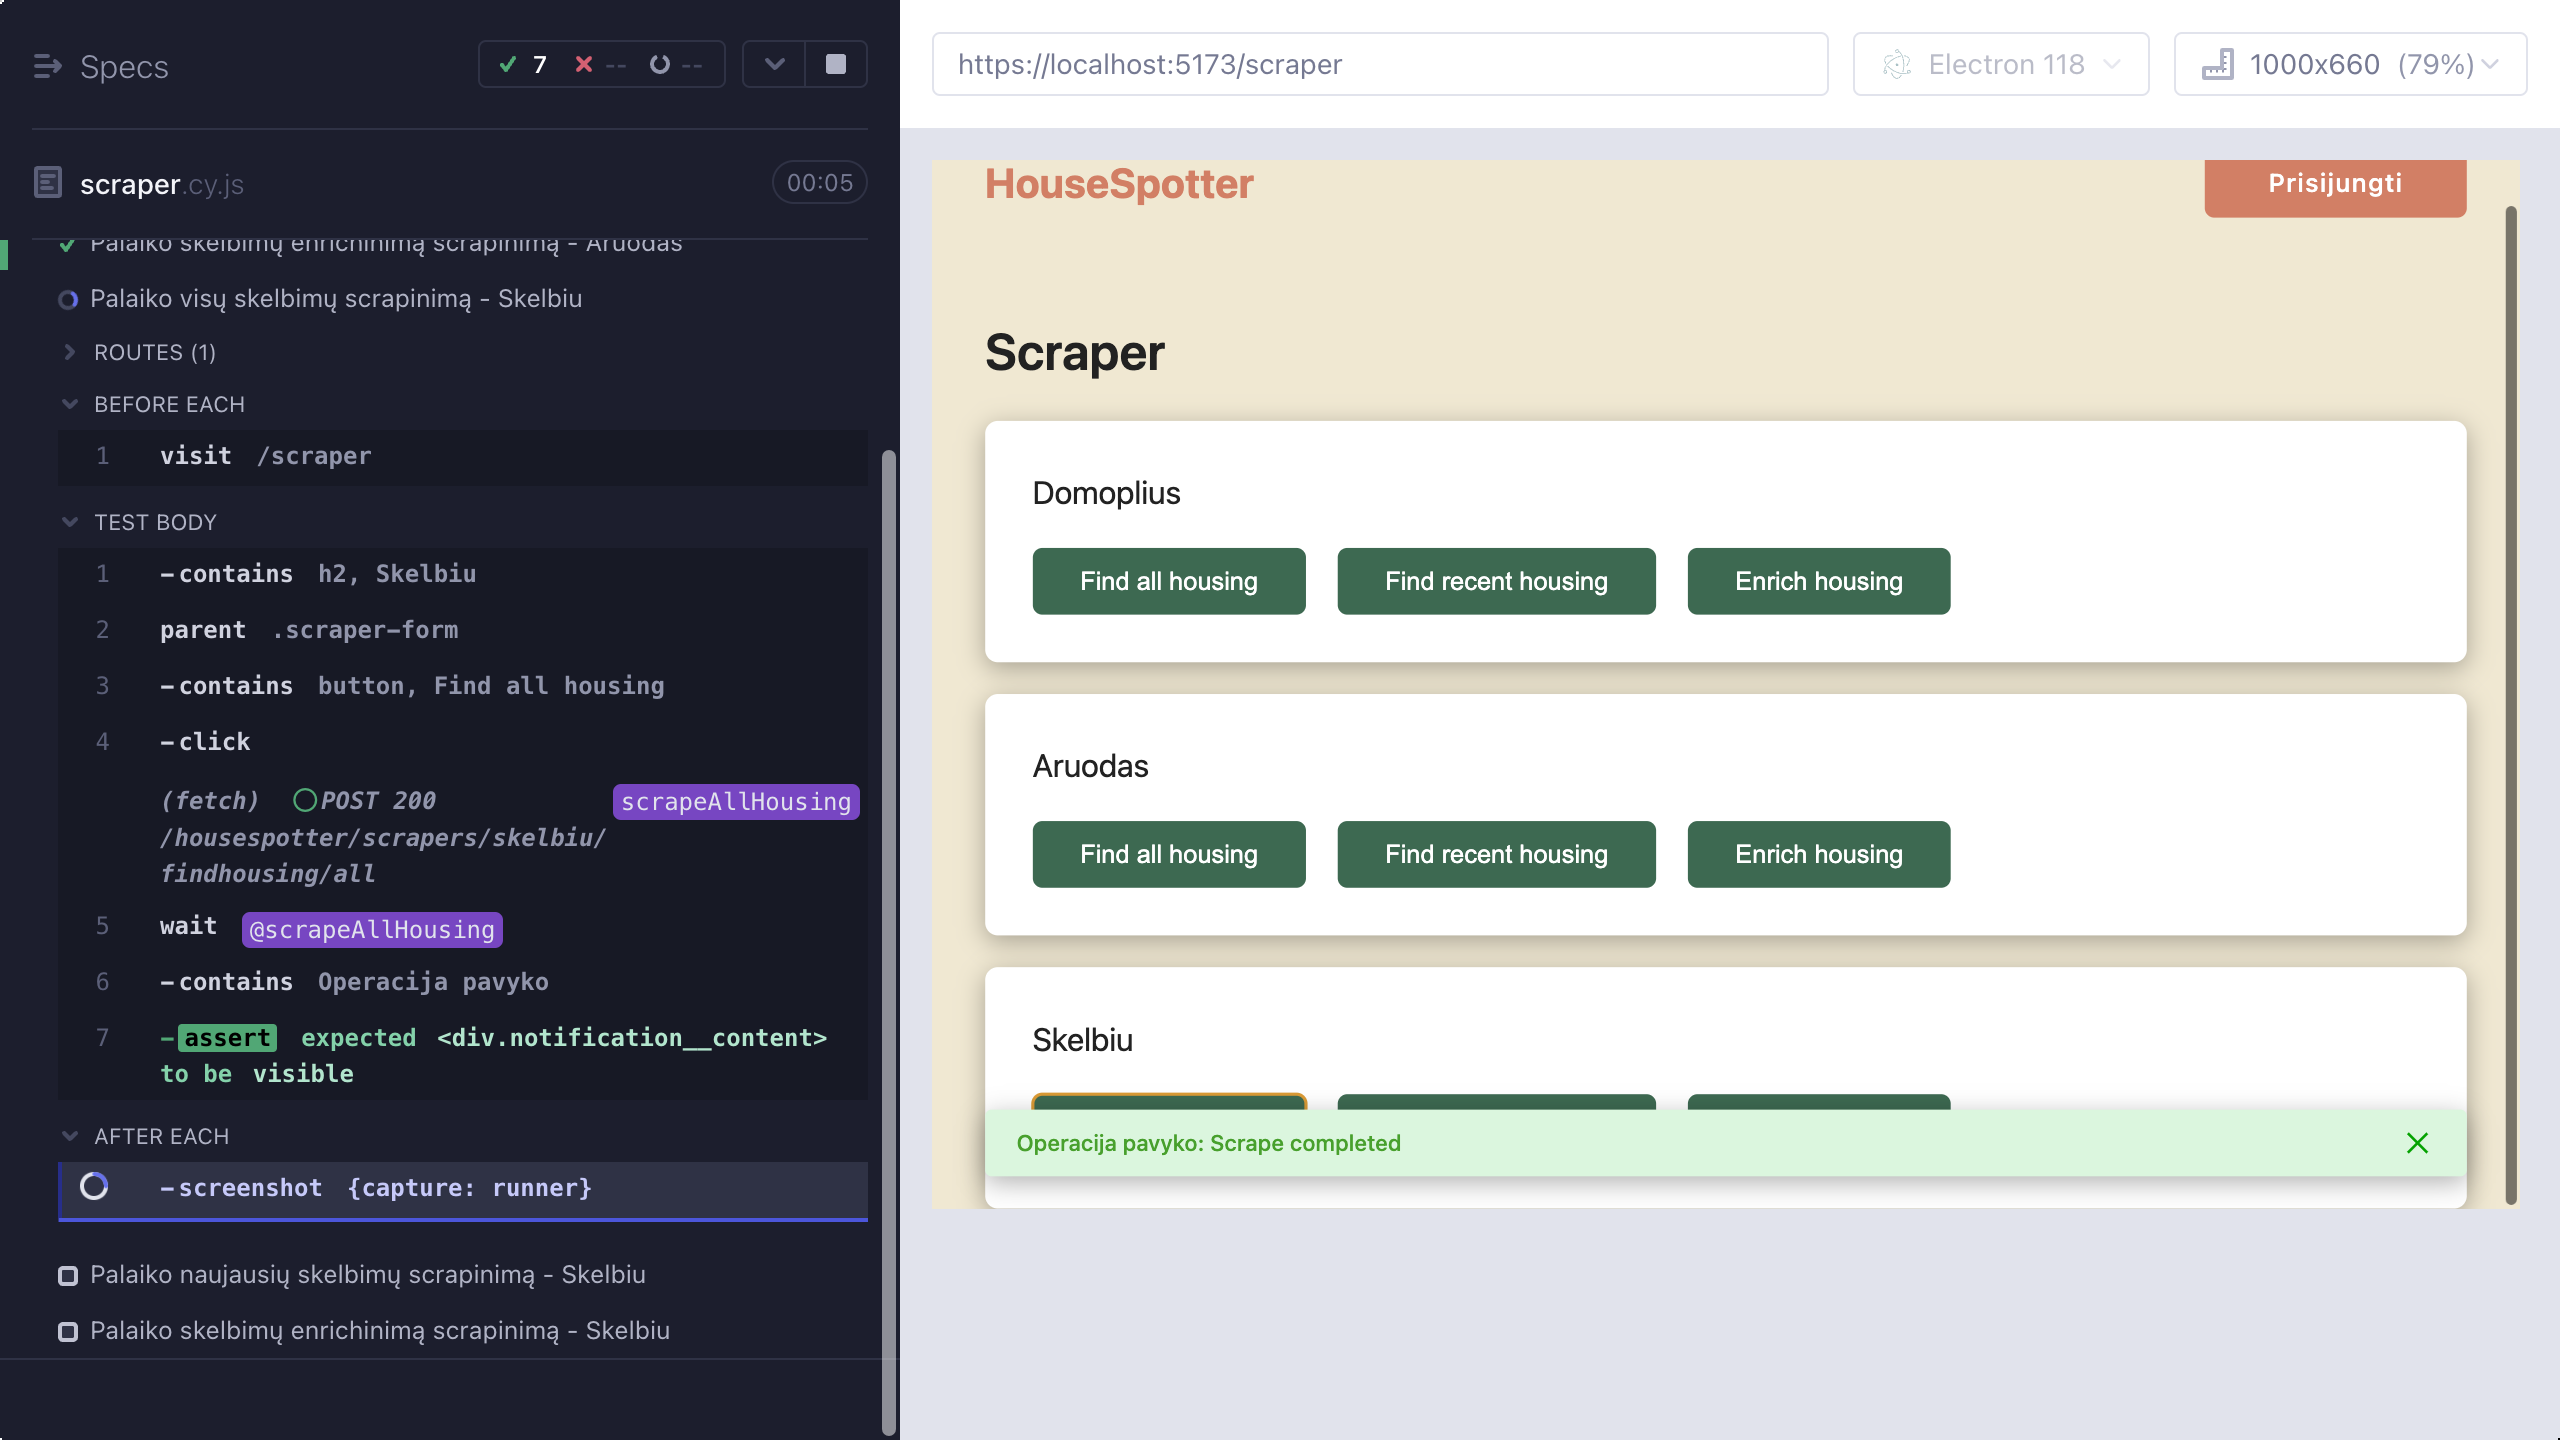 Specs
7 -- --
scraper.cy.js
00:05
Palaiko skelbimų enrichinimą scrapinimą - Aruodas
Palaiko visų skelbimų scrapinimą - Skelbiu
ROUTES (1)
BEFORE EACH
1 visit /scraper
TEST BODY
1 -contains h2, Skelbiu
2 parent .scraper-form
3 -contains button, Find all housing
4 -click
(fetch) POST 200 scrapeAllHousing
/housespotter/scrapers/skelbiu/
findhousing/all
5 wait @scrapeAllHousing
6 -contains Operacija pavyko
7 -assert expected <div.notification__content>
to be visible
AFTER EACH
-screenshot {capture: runner}
Palaiko naujausių skelbimų scrapinimą - Skelbiu
Palaiko skelbimų enrichinimą scrapinimą - Skelbiu
https://localhost:5173/scraper
Electron 118
1000x660 (79%)
HouseSpotter
Prisijungti
Scraper
Domoplius
Find all housing Find recent housing Enrich housing
Aruodas
Find all housing Find recent housing Enrich housing
Skelbiu
Operacija pavyko: Scrape completed